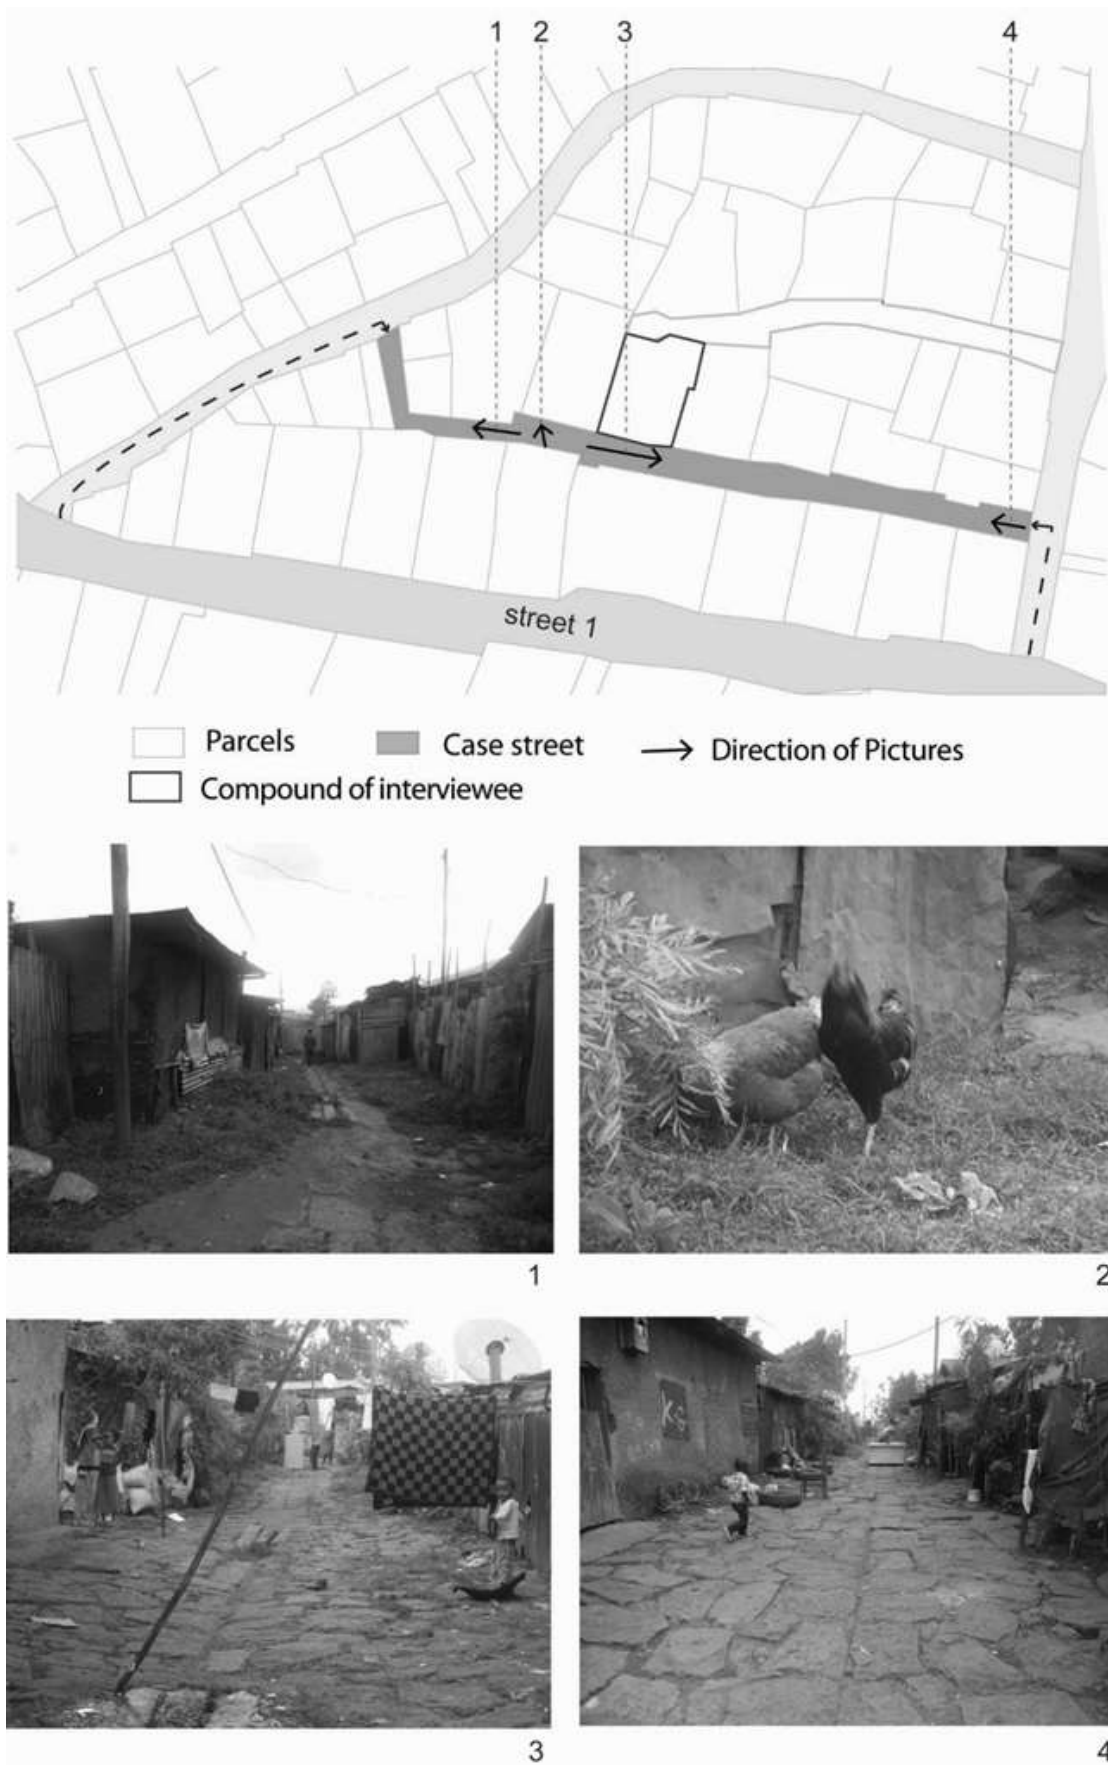 1 2 3 4
street 1
Parcels Case street Direction of Pictures
Compound of interviewee
1
2
3
Ks
4